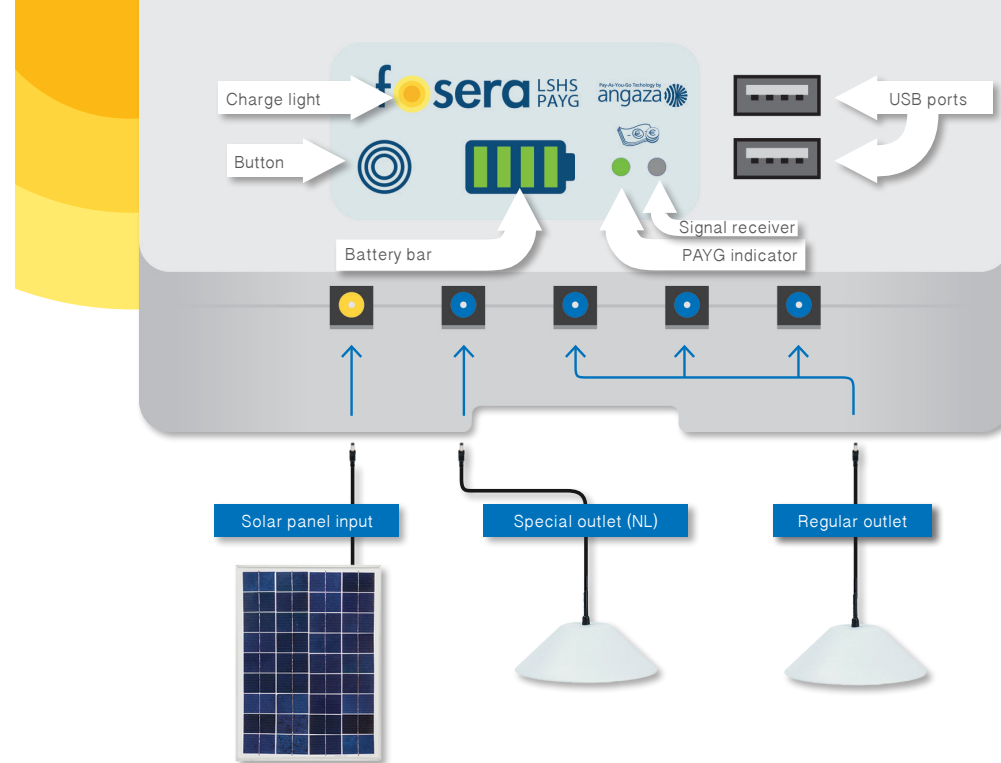 Charge light
fosera LSHS PAYG
Pay-As-You-Go Technology by
angaza
USB ports
Button
Signal receiver
Battery bar
PAYG indicator
Solar panel input
Special outlet (NL)
Regular outlet